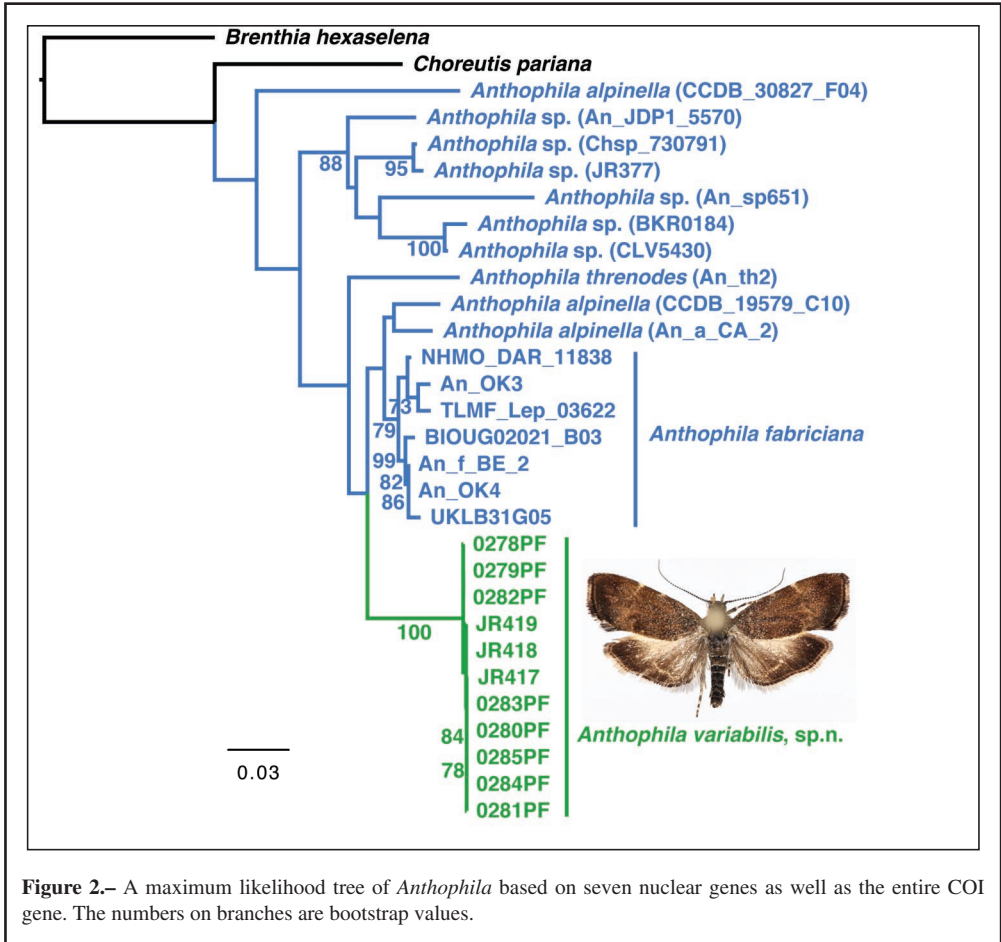 Brenthia hexaselena
Choreutis pariana
Anthophila alpinella (CCDB_30827_F04)
Anthophila sp. (An_JDP1_5570)
Anthophila sp. (Chsp_730791)
88
95
Anthophila sp. (JR377)
Anthophila sp. (An_sp651)
Anthophila sp. (BKR0184)
100
Anthophila sp. (CLV5430)
Anthophila threnodes (An_th2)
Anthophila alpinella (CCDB_19579_C10)
Anthophila alpinella (An_a_CA_2)
NHMO_DAR_11838
An_OK3
73
TLMF_Lep_03622
79
BIOUG02021_B03
Anthophila fabriciana
99
An_f_BE_2
82
An_OK4
86
UKLB31G05
0278PF
0279PF
0282PF
100
JR419
JR418
JR417
0283PF
84
0280PF
Anthophila variabilis, sp.n.
0285PF
78
0284PF
0281PF
0.03
Figure 2.– A maximum likelihood tree of Anthophila based on seven nuclear genes as well as the entire COI
gene. The numbers on branches are bootstrap values.